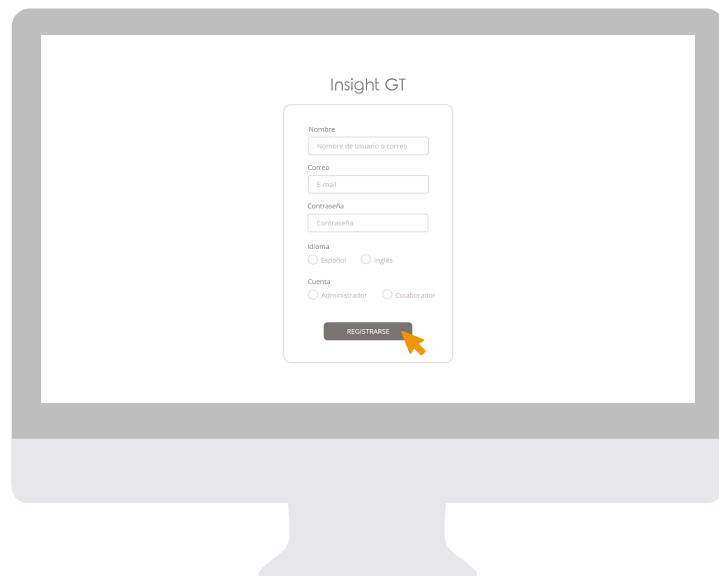 Insight GT
Nombre
Nombre de usuario o correo
Correo
E-mail
Contraseña
Contraseña
Idioma
Español Inglés
Cuenta
Administrador Colaborador
REGISTRARSE